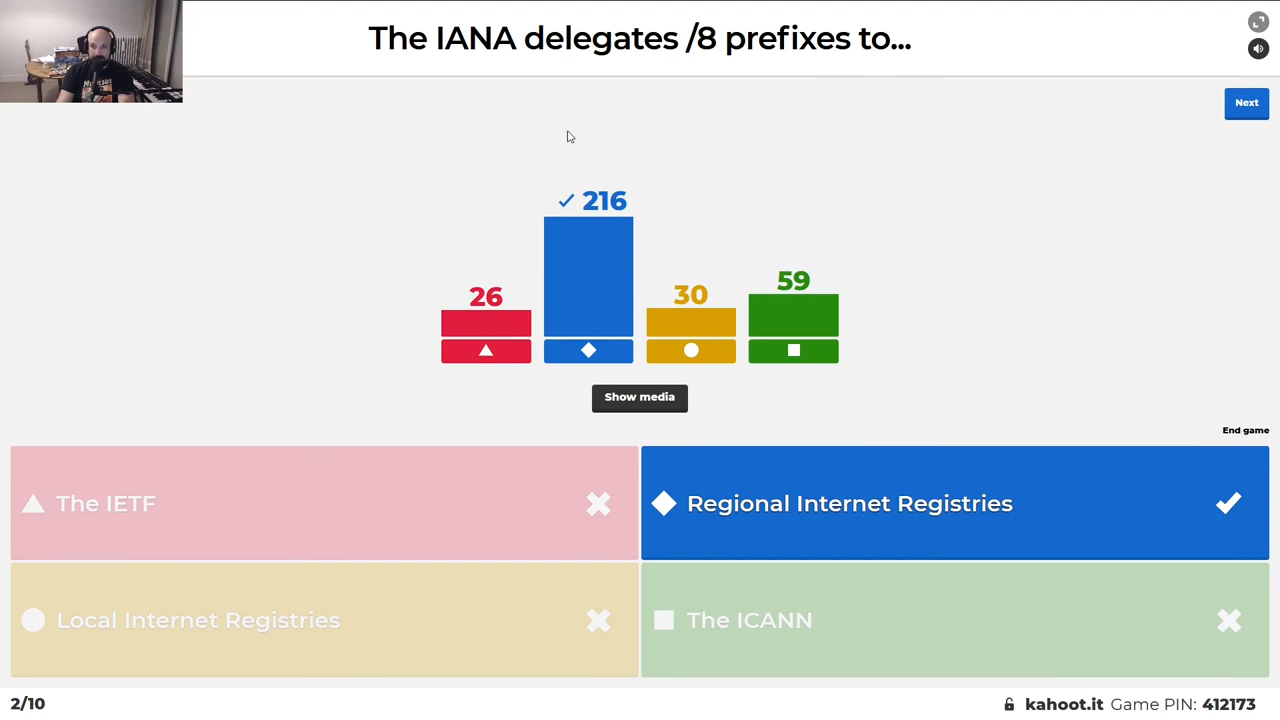 The IANA delegates /8 prefixes to...
Next
216
26
30
59
Show media
End game
The IETF
Regional Internet Registries
Local Internet Registries
The ICANN
2/10
kahoot.it Game PIN: 412173